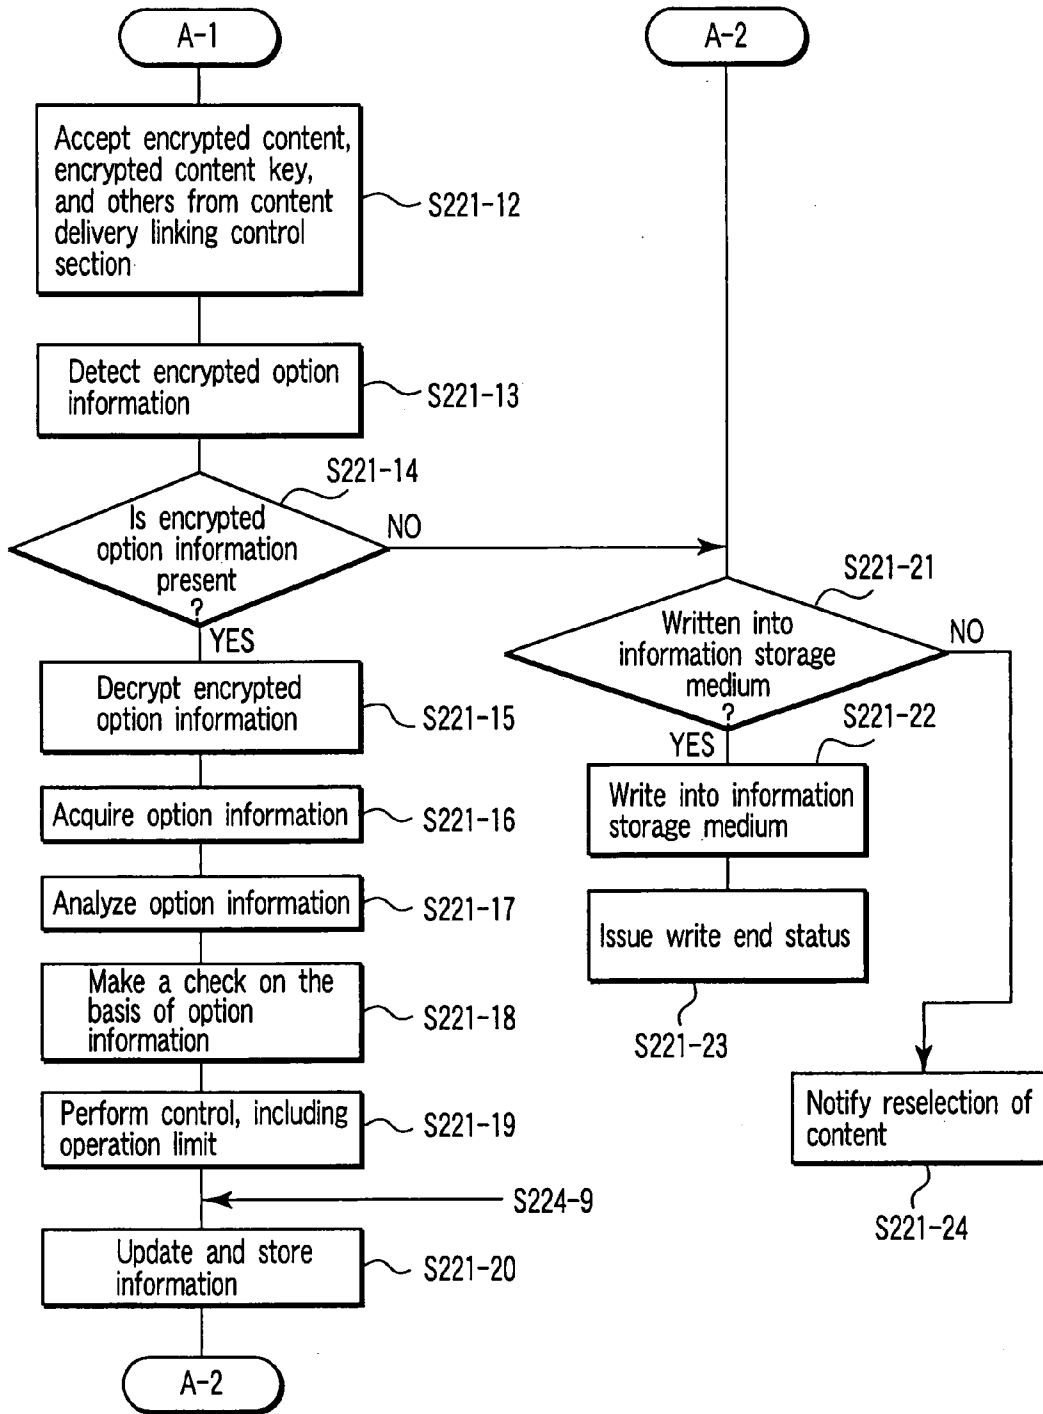 A-1
Accept encrypted content,
encrypted content key,
and others from content
delivery linking control
section
S221-12
Detect encrypted option
information
S221-13
S221-14
Is encrypted
option information
present
?
NO
YES
Decrypt encrypted
option information
S221-15
Acquire option information
S221-16
Analyze option information
S221-17
Make a check on the
basis of option
information
S221-18
Perform control, including
operation limit
S221-19
S224-9
Update and store
information
S221-20
A-2
A-2
S221-21
Written into
information storage
medium
?
NO
YES
S221-22
Write into information
storage medium
Issue write end status
S221-23
Notify reselection of
content
S221-24